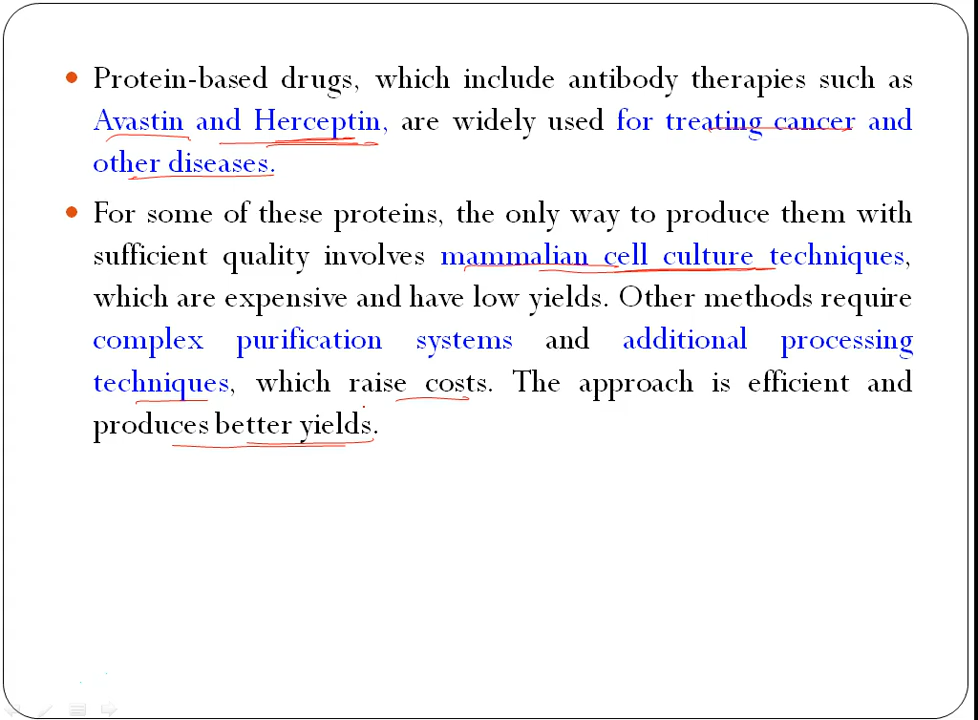 Protein-based drugs, which include antibody therapies such as
Avastin and Herceptin, are widely used for treating cancer and
other diseases.
For some of these proteins, the only way to produce them with
sufficient quality involves mammalian cell culture techniques,
which are expensive and have low yields. Other methods require
complex purification systems and additional processing
techniques, which raise costs. The approach is efficient and
produces better yields.